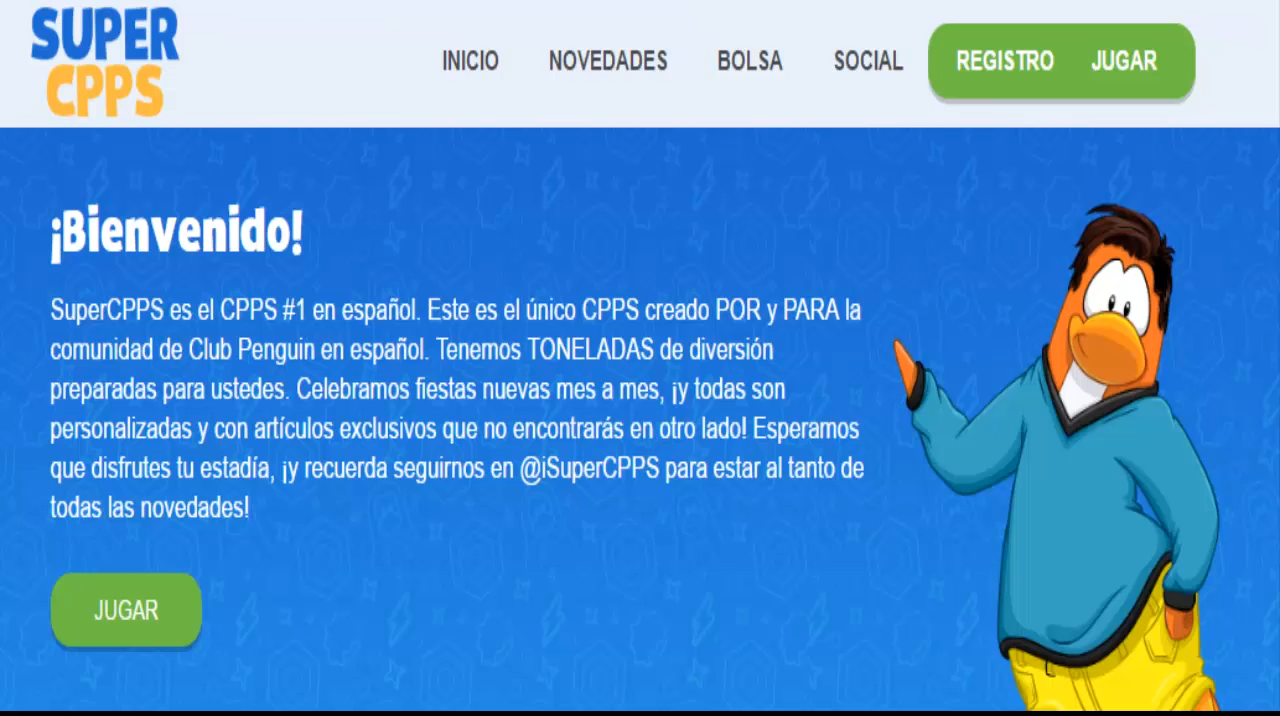 SUPER
CPPS
INICIO NOVEDADES BOLSA SOCIAL REGISTRO JUGAR
¡Bienvenido!
SuperCPPS es el CPPS #1 en español. Este es el único CPPS creado POR y PARA la
comunidad de Club Penguin en español. Tenemos TONELADAS de diversión
preparadas para ustedes. Celebramos fiestas nuevas mes a mes, ¡y todas son
personalizadas y con artículos exclusivos que no encontrarás en otro lado! Esperamos
que disfrutes tu estadía, ¡y recuerda seguirnos en @iSuperCPPS para estar al tanto de
todas las novedades!
JUGAR